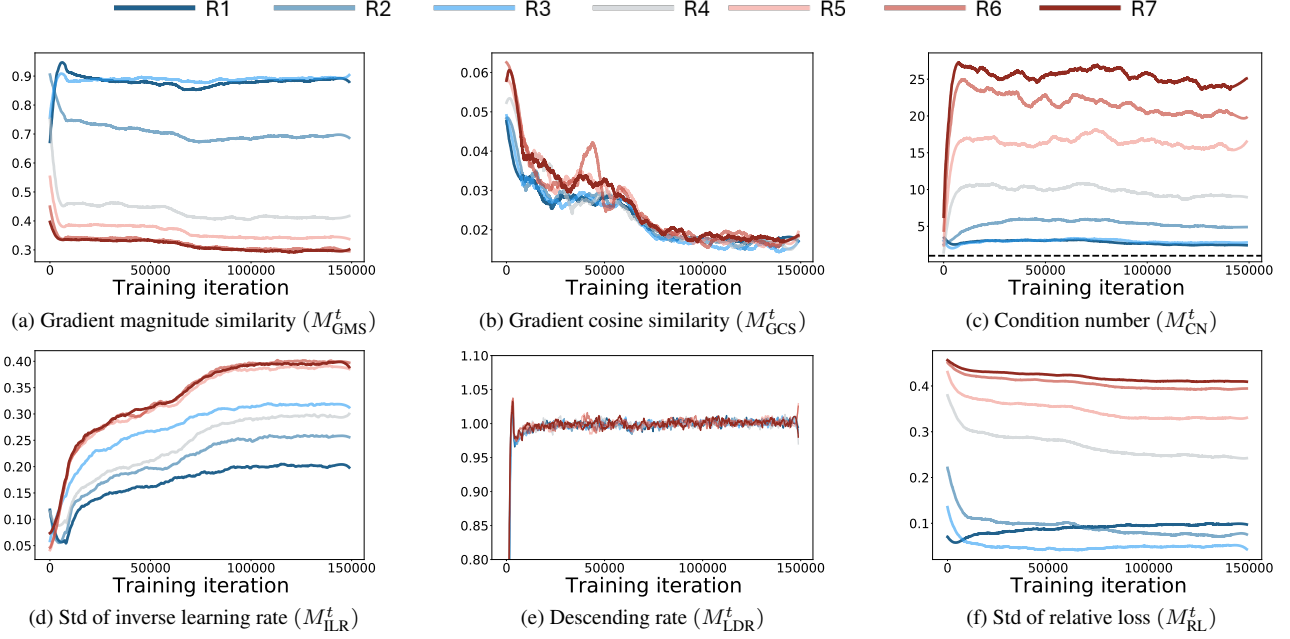 R1 R2 R3 R4 R5 R6 R7
0.9
0.8
0.7
0.6
0.5
0.4
0.3
0 50000 100000 150000
Training iteration
(a) Gradient magnitude similarity (M^t_GMS)
0.06
0.05
0.04
0.03
0.02
0 50000 100000 150000
Training iteration
(b) Gradient cosine similarity (M^t_GCS)
25
20
15
10
5
0 50000 100000 150000
Training iteration
(c) Condition number (M^t_CN)
0.40
0.35
0.30
0.25
0.20
0.15
0.10
0.05
0 50000 100000 150000
Training iteration
(d) Std of inverse learning rate (M^t_ILR)
1.10
1.05
1.00
0.95
0.90
0.85
0.80
0 50000 100000 150000
Training iteration
(e) Descending rate (M^t_LDR)
0.4
0.3
0.2
0.1
0 50000 100000 150000
Training iteration
(f) Std of relative loss (M^t_RL)